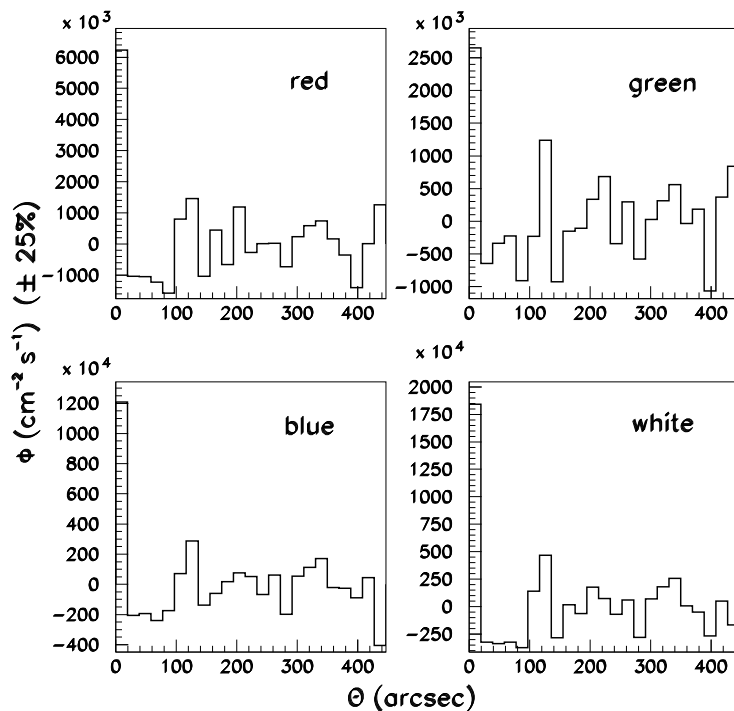 x 10³
red
6000
5000
4000
3000
2000
1000
0
−1000
0 100 200 300 400
x 10³
green
2500
2000
1500
1000
500
0
−500
−1000
0 100 200 300 400
Φ (cm⁻² s⁻¹) (± 25%)
x 10⁴
blue
1200
1000
800
600
400
200
0
−200
−400
0 100 200 300 400
x 10⁴
white
2000
1750
1500
1250
1000
750
500
250
0
−250
0 100 200 300 400
Θ (arcsec)